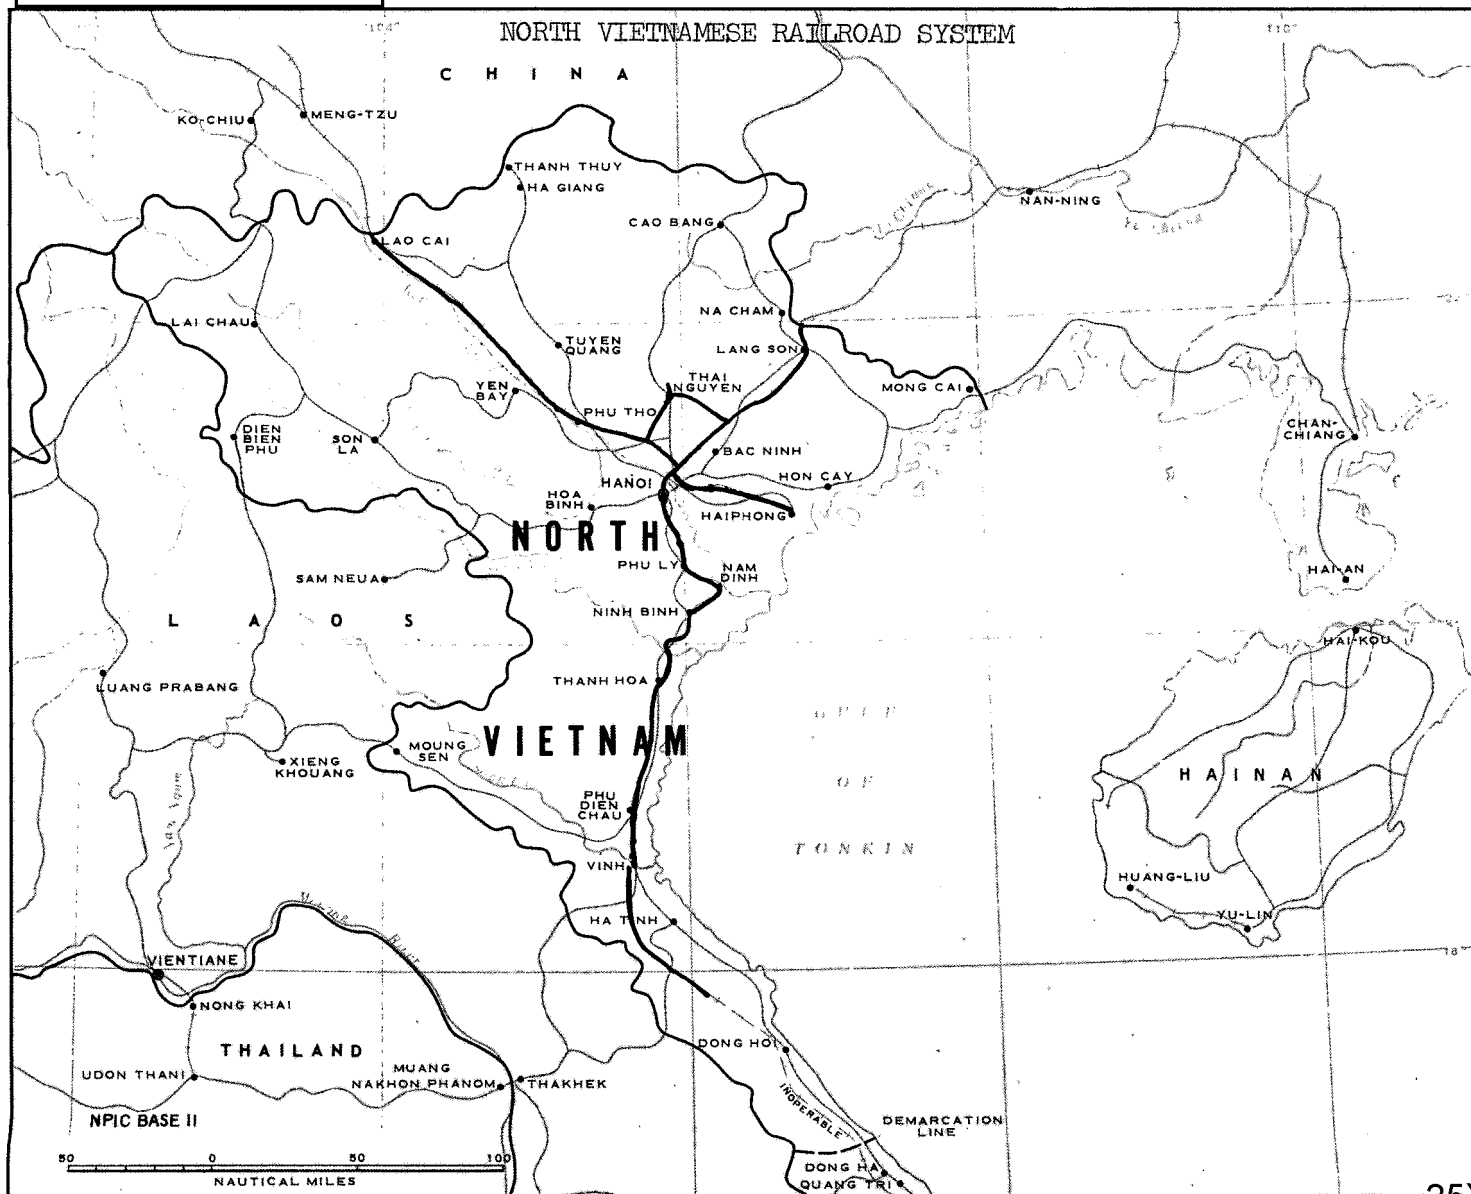 NORTH VIETNAMESE RAILROAD SYSTEM
104°
110°
CHINA
KO-CHIU
MENG-TZU
THANH THUY
HA GIANG
NAN-NING
CAO BANG
LAO CAI
NA CHAM
LAI CHAU
TUYEN
QUANG
LANG SON
THAI
NGUYEN
YEN
BAY
MONG CAI
PHU THO
DIEN
BIEN
PHU
SON
LA
CHAN-
CHIANG
BAC NINH
HANOI
HON CAY
HOA
BINH
HAIPHONG
NORTH
PHU LY
NAM
DINH
HAI-AN
SAM NEUA
NINH BINH
LAOS
HAI-KOU
LUANG PRABANG
THANH HOA
GULF
OF
TONKIN
VIETNAM
MOUNG
SEN
XIENG
KHOUANG
HAINAN
PHU
DIEN
CHAU
VINH
HUANG-LIU
HA TINH
YU-LIN
18°
VIENTIANE
NONG KHAI
THAILAND
DONG HOI
UDON THANI
MUANG
NAKHON PHANOM
THAKHEK
INOPERABLE
NPIC BASE II
DEMARCATION
LINE
50 0 100
NAUTICAL MILES
DONG HA
QUANG TRI